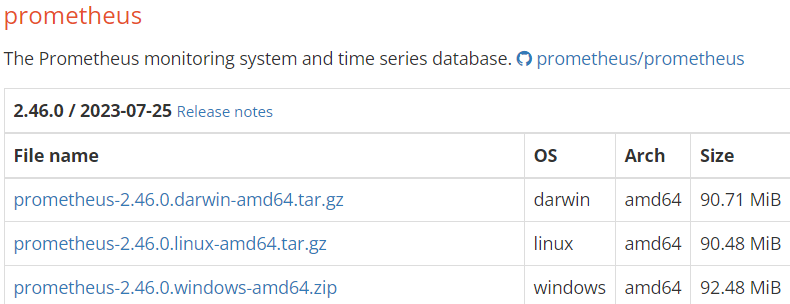 prometheus
The Prometheus monitoring system and time series database. prometheus/prometheus
2.46.0 / 2023-07-25 Release notes
File name OS Arch Size
prometheus-2.46.0.darwin-amd64.tar.gz darwin amd64 90.71 MiB
prometheus-2.46.0.linux-amd64.tar.gz linux amd64 90.48 MiB
prometheus-2.46.0.windows-amd64.zip windows amd64 92.48 MiB